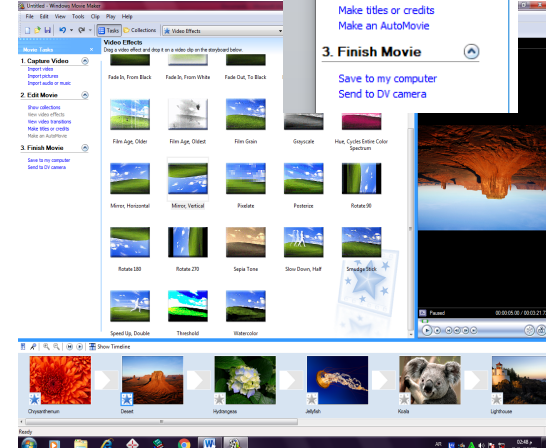 Untitled - Windows Movie Maker
File Edit View Tools Clip Play Help
Tasks Collections Video Effects
Movie Tasks
1. Capture Video
Import video
Import pictures
Import audio or music
2. Edit Movie
Show collections
View video effects
View video transitions
Make titles or credits
Make an AutoMovie
3. Finish Movie
Save to my computer
Send to DV camera
Video Effects
Drag a video effect and drop it on a video clip on the storyboard below.
Fade In, From Black
Fade In, From White
Fade Out, To Black
Film Age, Older
Film Age, Oldest
Film Grain
Grayscale
Hue, Cycles Entire Color
Spectrum
Mirror, Horizontal
Mirror, Vertical
Pixelate
Posterize
Rotate 90
Rotate 180
Rotate 270
Sepia Tone
Slow Down, Half
Smudge Stick
Speed Up, Double
Threshold
Watercolor
Make titles or credits
Make an AutoMovie
3. Finish Movie
Save to my computer
Send to DV camera
Paused
Show Timeline
Chrysanthemum
Desert
Hydrangeas
Jellyfish
Koala
Lighthouse
Ready
AR
02:48 م